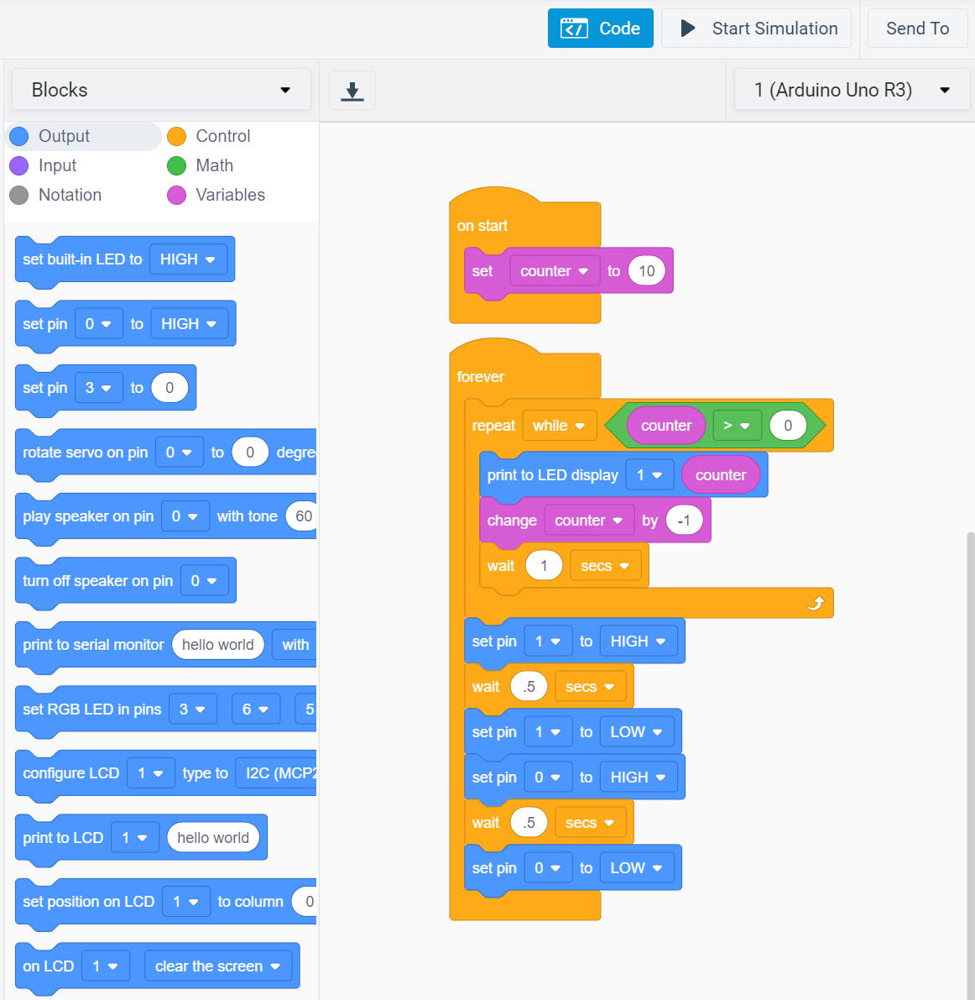 Code
Start Simulation
Send To
Blocks
1 (Arduino Uno R3)
Output
Control
Input
Math
Notation
Variables
set built-in LED to HIGH
set pin 0 to HIGH
set pin 3 to 0
rotate servo on pin 0 to 0 degre
play speaker on pin 0 with tone 60
turn off speaker on pin 0
print to serial monitor hello world with
set RGB LED in pins 3 6 5
configure LCD 1 type to I2C (MCP2
print to LCD 1 hello world
set position on LCD 1 to column 0
on LCD 1 clear the screen
on start
set counter to 10
forever
repeat while counter > 0
print to LED display 1 counter
change counter by -1
wait 1 secs
set pin 1 to HIGH
wait .5 secs
set pin 1 to LOW
set pin 0 to HIGH
wait .5 secs
set pin 0 to LOW